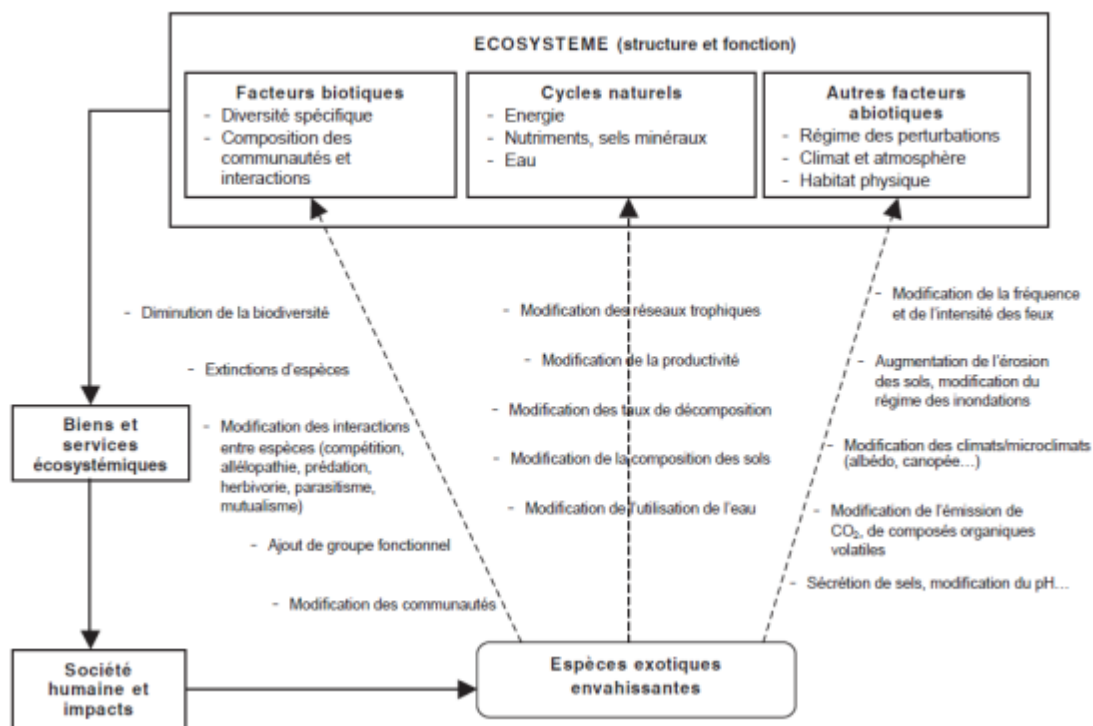 ECOSYSTEME (structure et fonction)
Facteurs biotiques
- Diversité spécifique
- Composition des
communautés et
interactions
Cycles naturels
- Energie
- Nutriments, sels minéraux
- Eau
Autres facteurs
abiotiques
- Régime des perturbations
- Climat et atmosphère
- Habitat physique
- Diminution de la biodiversité
- Extinctions d'espèces
- Modification des interactions
entre espèces (compétition,
allélopathie, prédation,
herbivorie, parasitisme,
mutualisme)
- Ajout de groupe fonctionnel
- Modification des communautés
- Modification des réseaux trophiques
- Modification de la productivité
- Modification des taux de décomposition
- Modification de la composition des sols
- Modification de l'utilisation de l'eau
- Modification de la fréquence
et de l'intensité des feux
- Augmentation de l'érosion
des sols, modification du
régime des inondations
- Modification des climats/microclimats
(albédo, canopée...)
- Modification de l'émission de
CO₂, de composés organiques
volatiles
- Sécrétion de sels, modification du pH...
Biens et
services
écosystémiques
Société
humaine et
impacts
Espèces exotiques
envahissantes